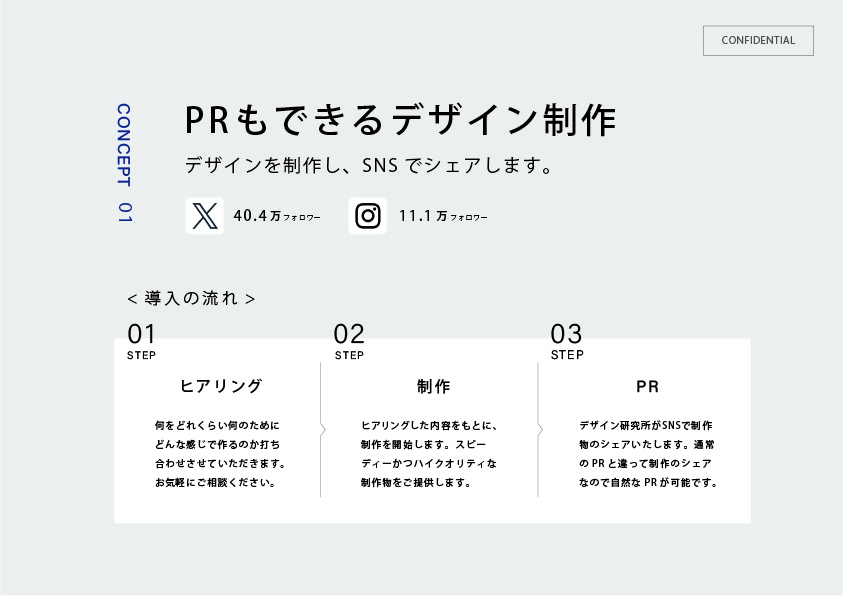 CONFIDENTIAL
CONCEPT 01
PRもできるデザイン制作
デザインを制作し、SNS でシェアします。
40.4万フォロワー
11.1万フォロワー
< 導入の流れ >
01
STEP
ヒアリング
何をどれくらい何のために
どんな感じで作るのか打ち
合わせさせていただきます。
お気軽にご相談ください。
02
STEP
制作
ヒアリングした内容をもとに、
制作を開始します。スピー
ディーかつハイクオリティな
制作物をご提供します。
03
STEP
PR
デザイン研究所がSNSで制作
物のシェアいたします。通常
の PR と違って制作のシェア
なので自然な PR が可能です。